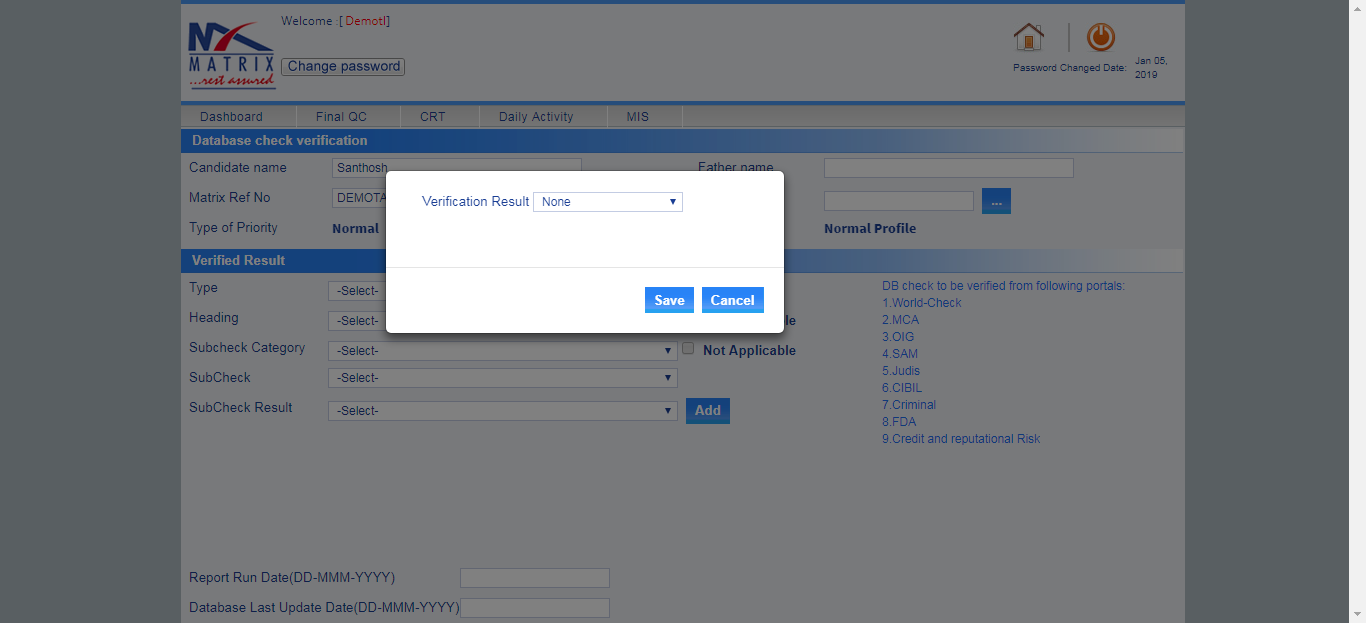 Welcome :[ Demotl]
MATRIX
...rest assured
Change password
Password Changed Date:
Jan 05,
2019
Dashboard Final QC CRT Daily Activity MIS
Database check verification
Candidate name Santhosh Father name
Matrix Ref No DEMOTA ...
Type of Priority Normal Normal Profile
Verification Result None
Save Cancel
Verified Result
Type -Select-
Heading -Select-
Subcheck Category -Select- Not Applicable
SubCheck -Select-
SubCheck Result -Select- Add
DB check to be verified from following portals:
1.World-Check
2.MCA
3.OIG
4.SAM
5.Judis
6.CIBIL
7.Criminal
8.FDA
9.Credit and reputational Risk
Report Run Date(DD-MMM-YYYY)
Database Last Update Date(DD-MMM-YYYY)